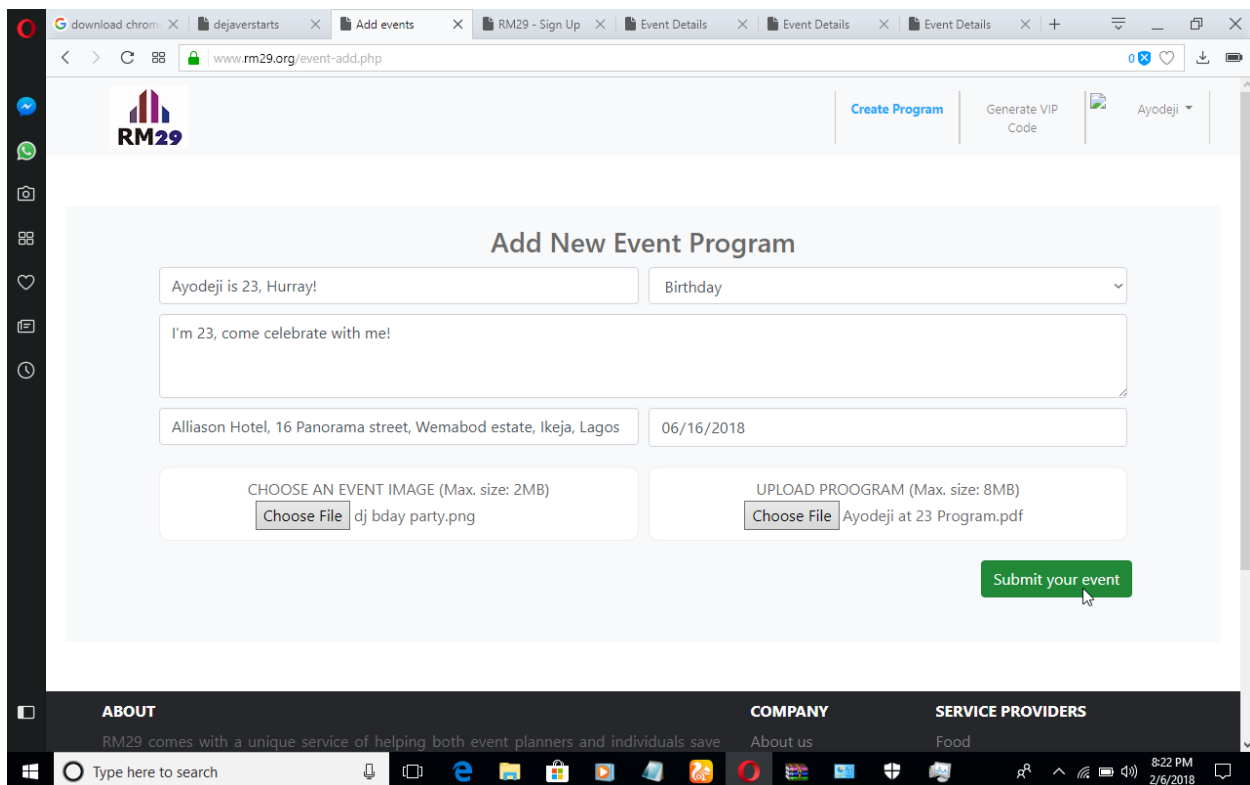 download chrom
dejaverstarts
Add events
RM29 - Sign Up
Event Details
Event Details
Event Details
www.rm29.org/event-add.php
0
RM29
Create Program
Generate VIP
Code
Ayodeji
Add New Event Program
Ayodeji is 23, Hurray!
Birthday
I'm 23, come celebrate with me!
Alliason Hotel, 16 Panorama street, Wemabod estate, Ikeja, Lagos
06/16/2018
CHOOSE AN EVENT IMAGE (Max. size: 2MB)
Choose File dj bday party.png
UPLOAD PROOGRAM (Max. size: 8MB)
Choose File Ayodeji at 23 Program.pdf
Submit your event
ABOUT
RM29 comes with a unique service of helping both event planners and individuals save
COMPANY
About us
SERVICE PROVIDERS
Food
Type here to search
8:22 PM
2/6/2018